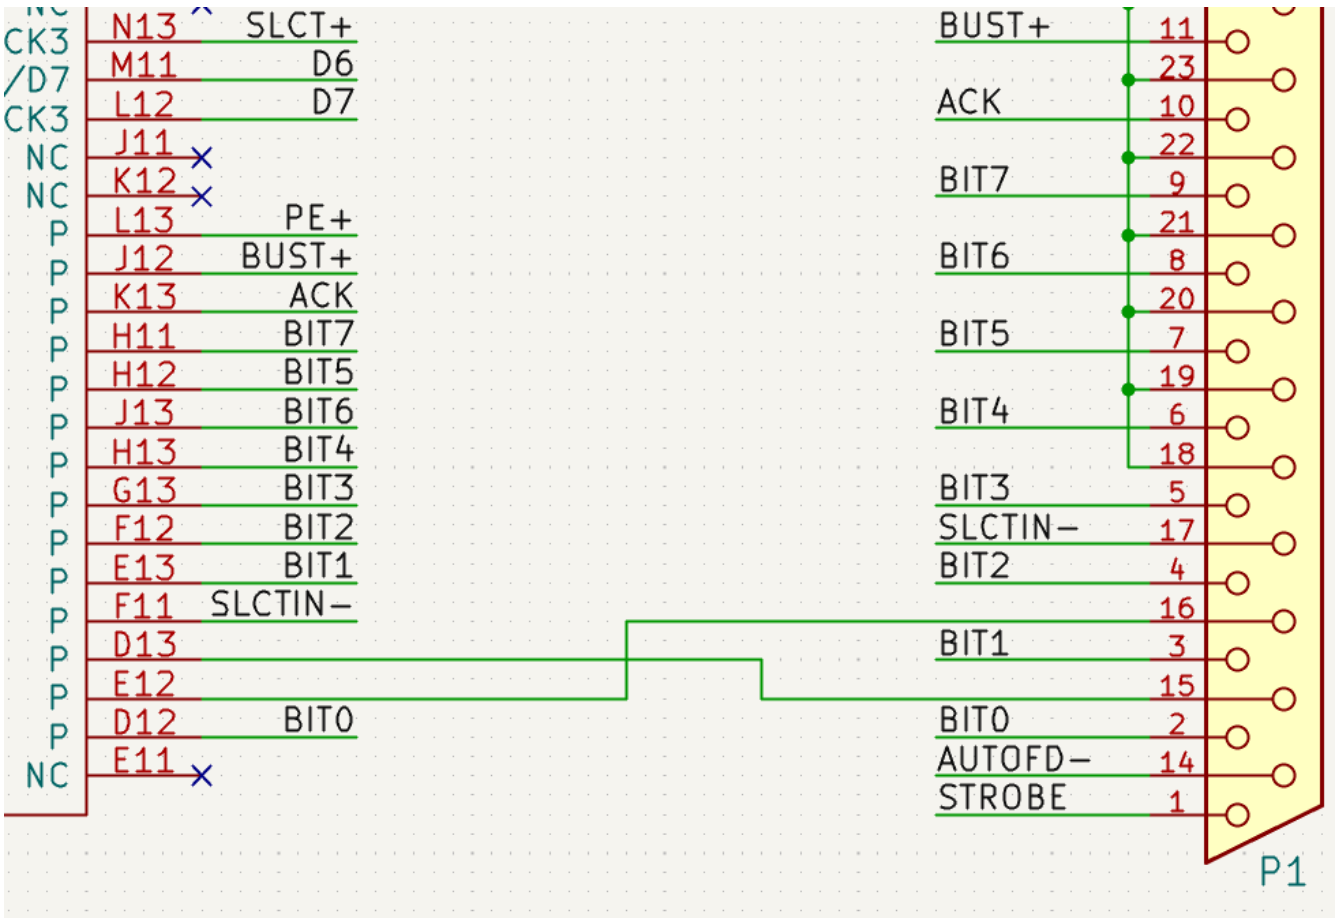 NC
CK3 N13 SLCT+ BUST+ 11
/D7 M11 D6 23
CK3 L12 D7 ACK 10
NC J11 22
NC K12 BIT7 9
P L13 PE+ 21
P J12 BUST+ BIT6 8
P K13 ACK 20
P H11 BIT7 BIT5 7
P H12 BIT5 19
P J13 BIT6 BIT4 6
P H13 BIT4 18
P G13 BIT3 BIT3 5
P F12 BIT2 SLCTIN- 17
P E13 BIT1 BIT2 4
P F11 SLCTIN- 16
P D13 BIT1 3
P E12 15
P D12 BIT0 BIT0 2
NC E11 AUTOFD- 14
STROBE 1
P1